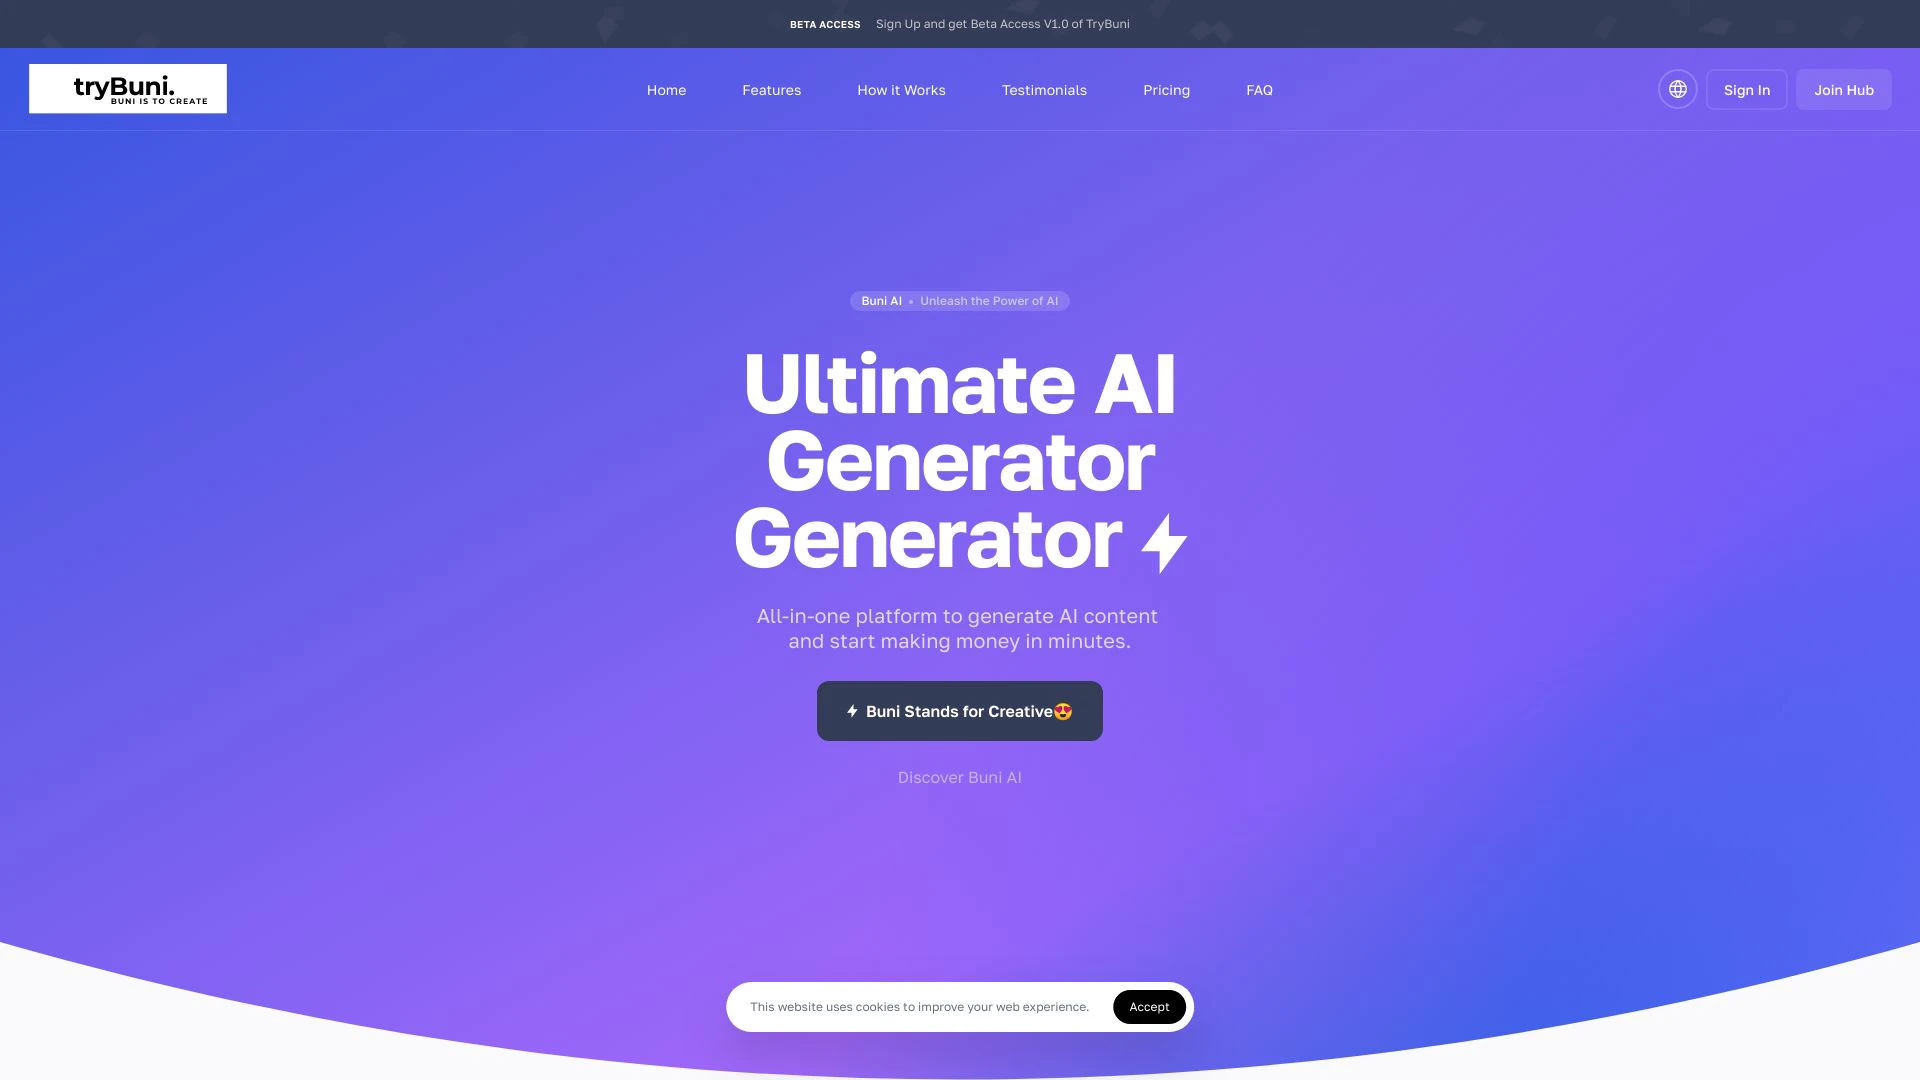 BETA ACCESS Sign Up and get Beta Access V1.0 of TryBuni
tryBuni.
BUNI IS TO CREATE
Home Features How it Works Testimonials Pricing FAQ
Sign In Join Hub
Buni AI • Unleash the Power of AI
Ultimate AI
Generator
Generator
All-in-one platform to generate AI content
and start making money in minutes.
Buni Stands for Creative😍
Discover Buni AI
This website uses cookies to improve your web experience. Accept